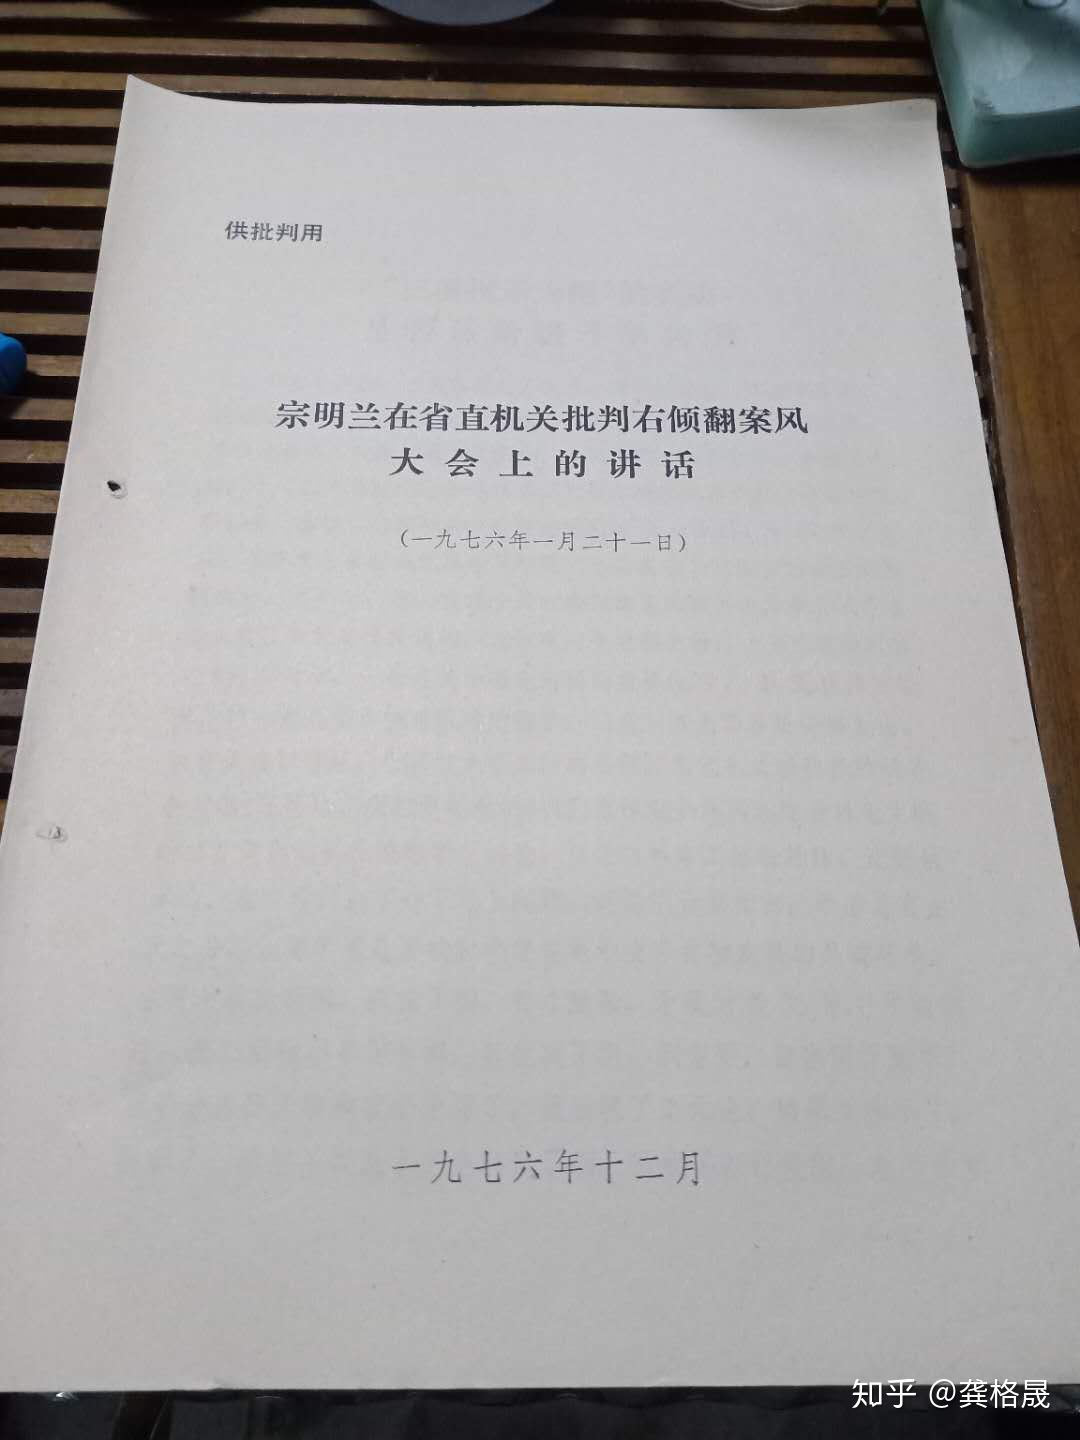 供批判用
宗明兰在省直机关批判右倾翻案风
大会上的讲话
（一九七六年一月二十一日）
一九七六年十二月
知乎 @龚格晟